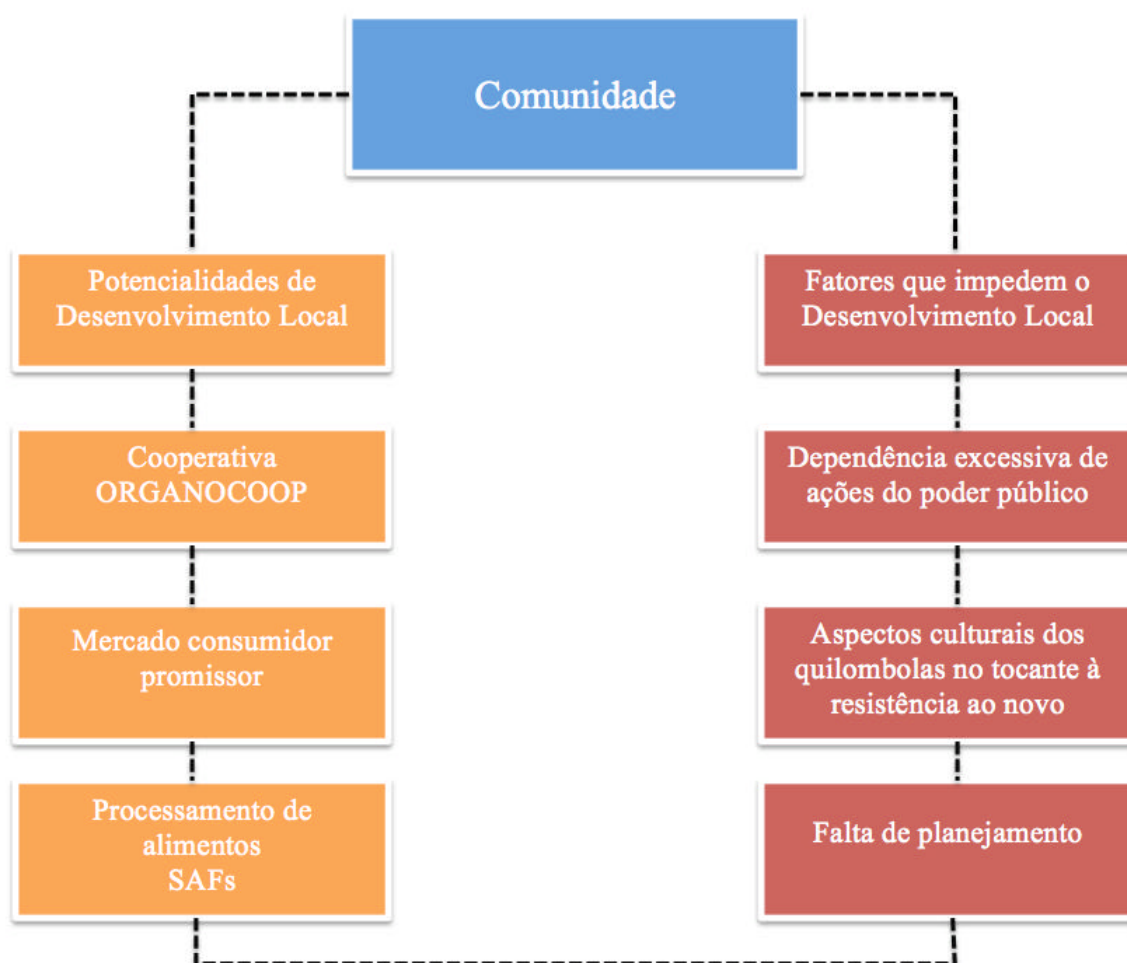 Comunidade
Potencialidades de
Desenvolvimento Local
Cooperativa
ORGANOCOOP
Mercado consumidor
promissor
Processamento de
alimentos
SAFs
Fatores que impedem o
Desenvolvimento Local
Dependência excessiva de
ações do poder público
Aspectos culturais dos
quilombolas no tocante à
resistência ao novo
Falta de planejamento